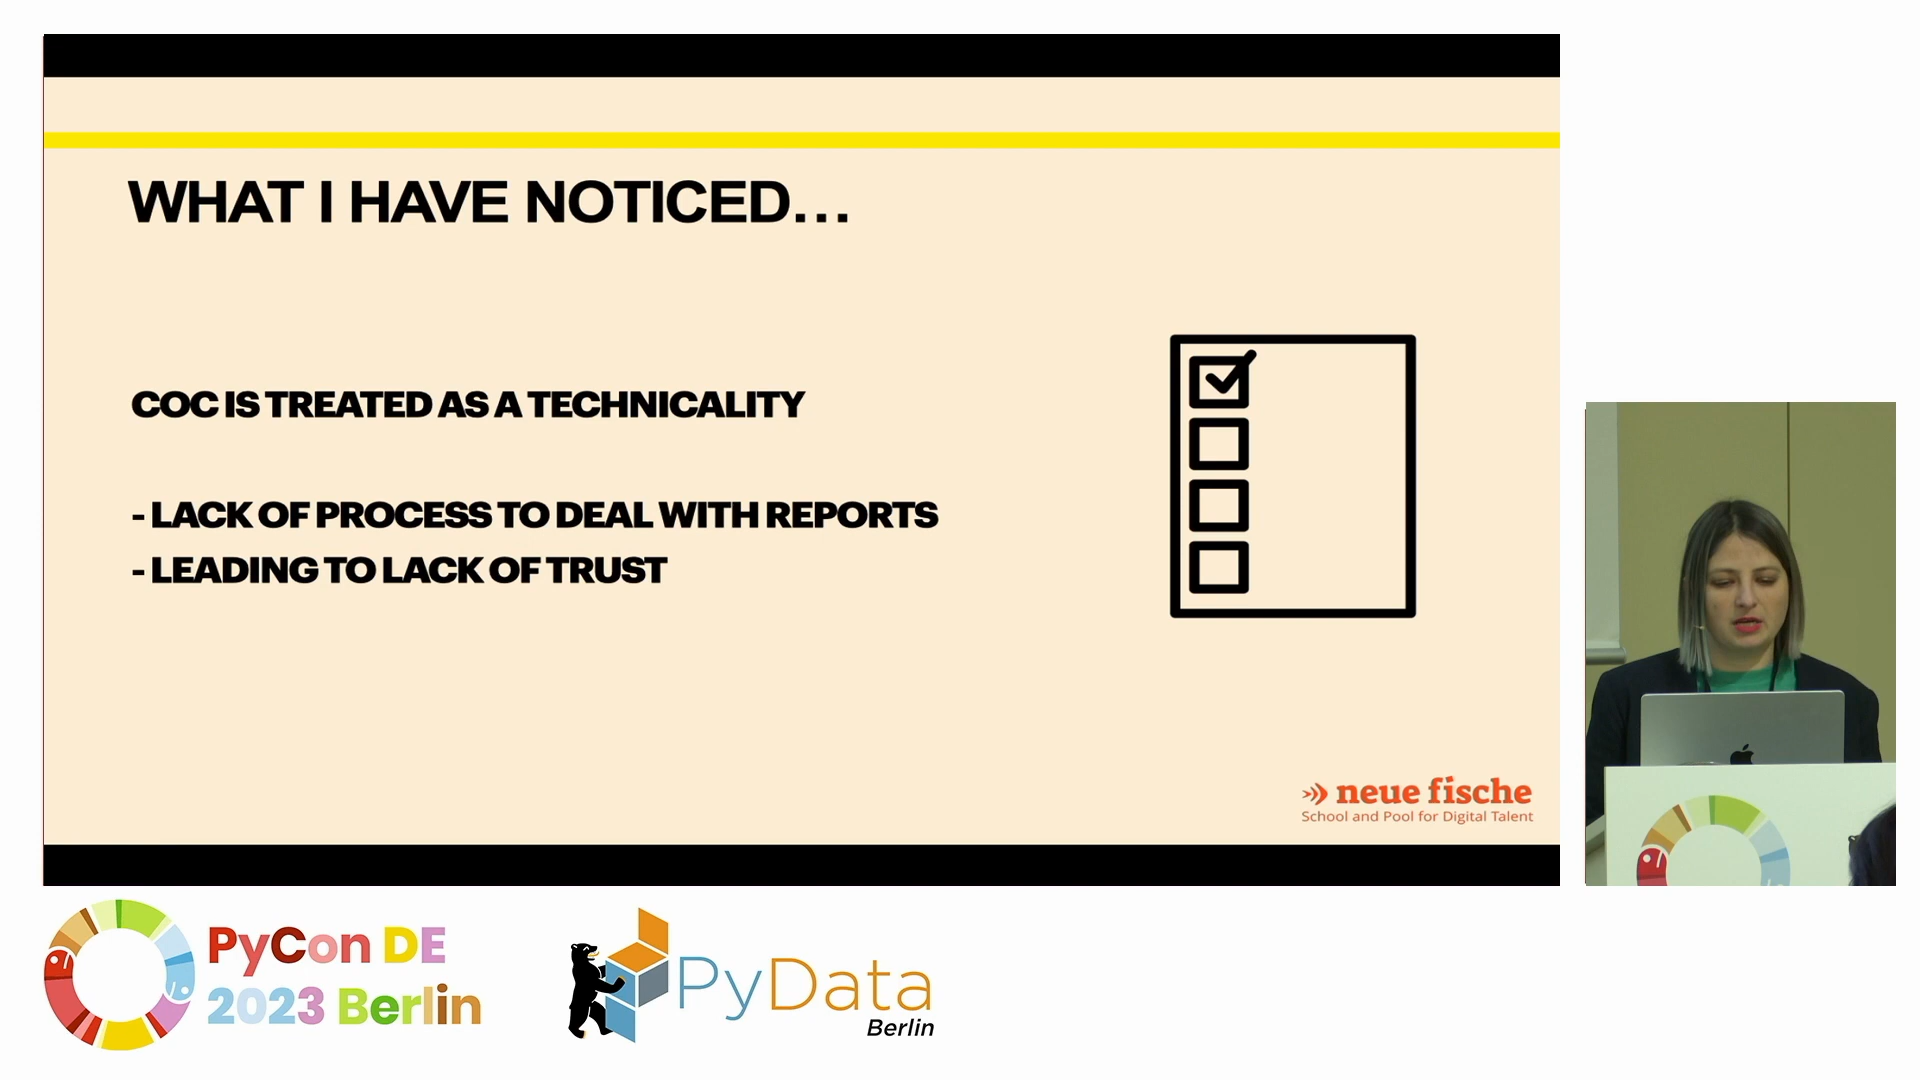 WHAT I HAVE NOTICED...
COC IS TREATED AS A TECHNICALITY
- LACK OF PROCESS TO DEAL WITH REPORTS
- LEADING TO LACK OF TRUST
neue fische
School and Pool for Digital Talent
PyCon DE
2023 Berlin
PyData
Berlin